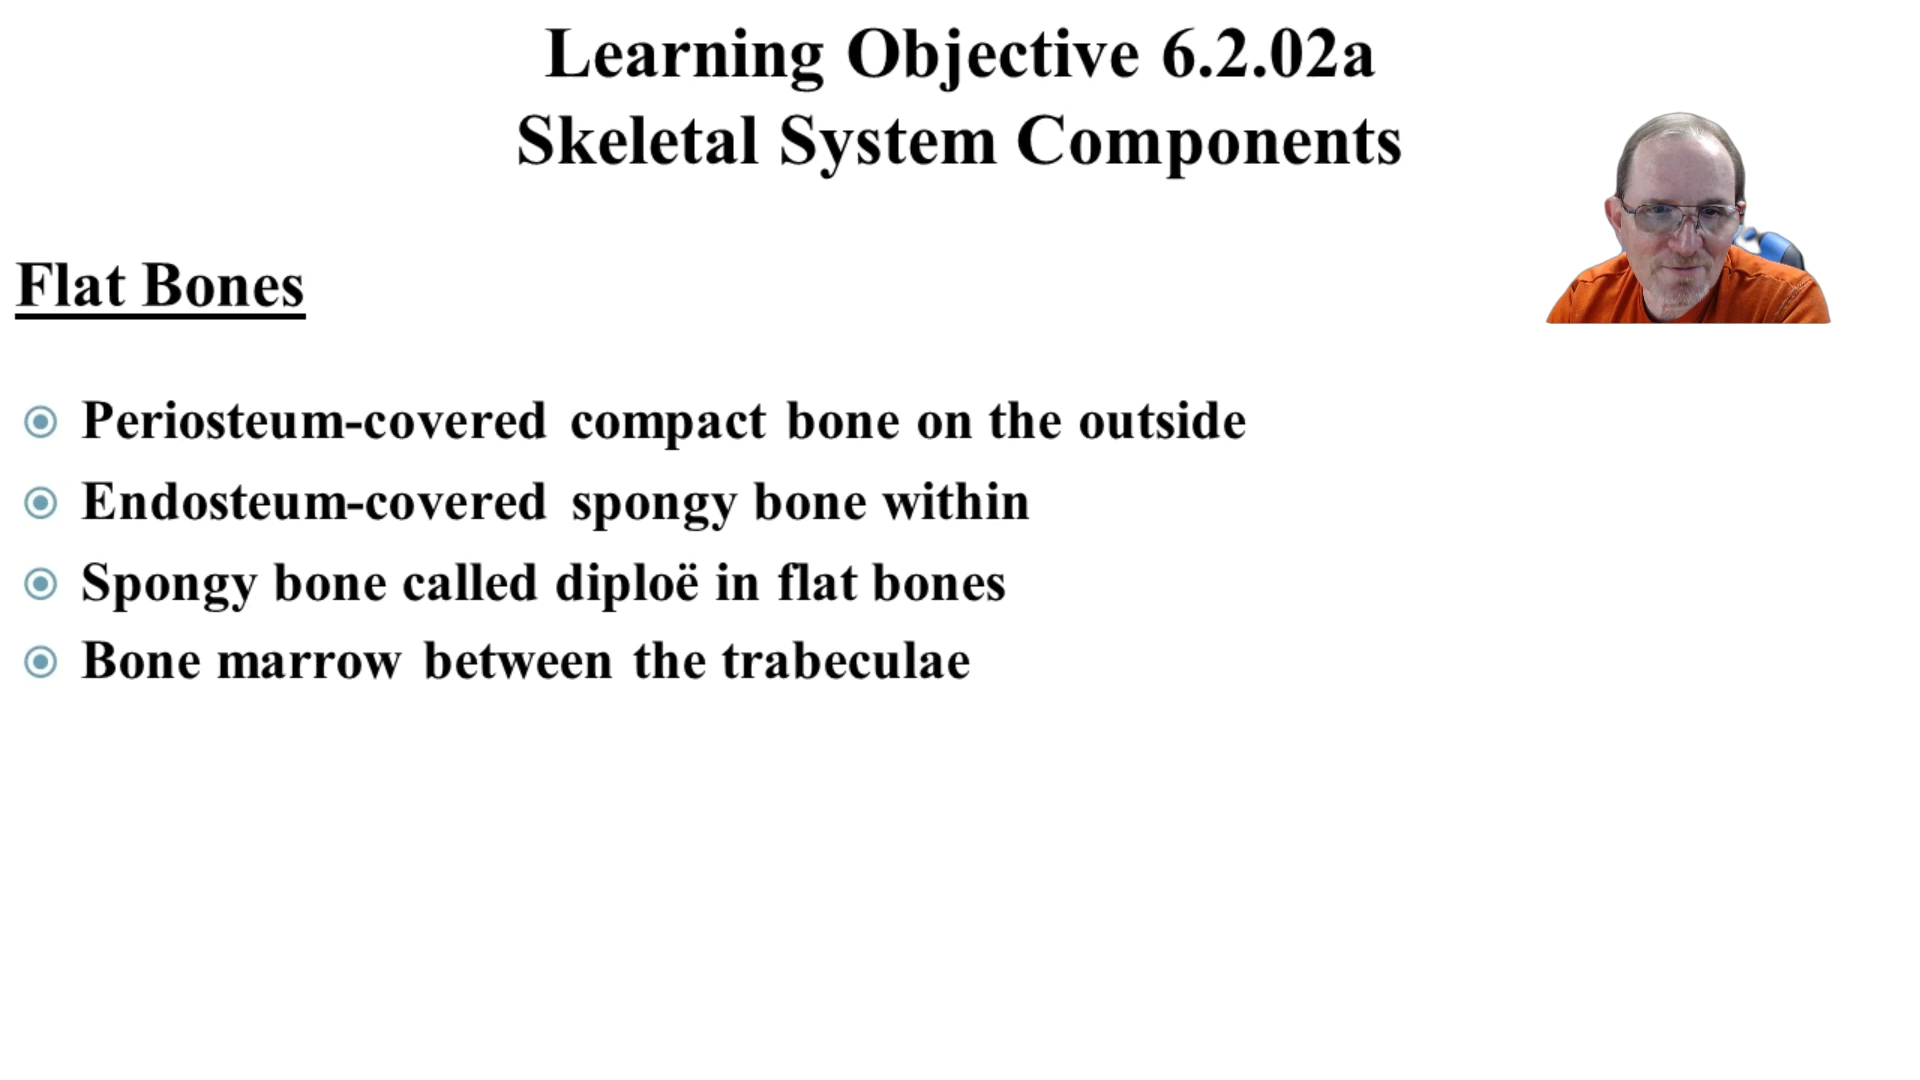 Learning Objective 6.2.02a
Skeletal System Components
Flat Bones
Periosteum-covered compact bone on the outside
Endosteum-covered spongy bone within
Spongy bone called diploë in flat bones
Bone marrow between the trabeculae